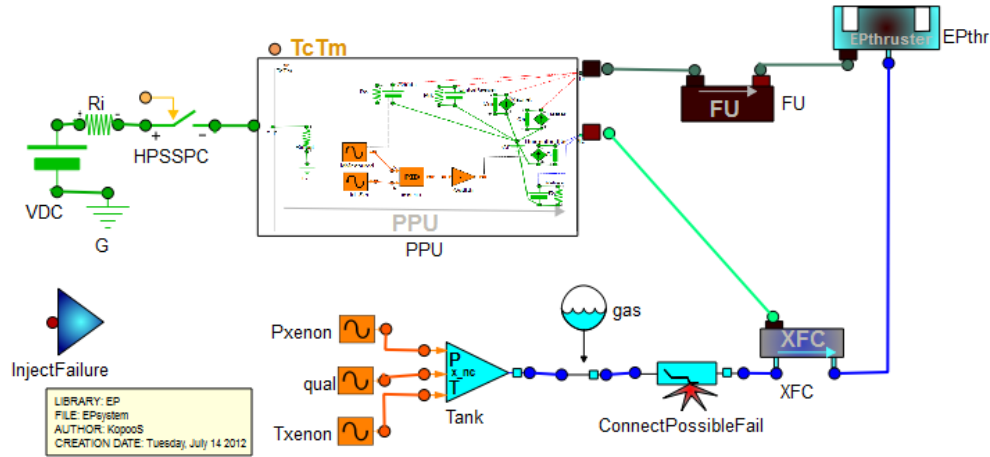 TcTm
EPthruster
EPthr
Ri
+
-
+
-
HPSSPC
VDC
G
PPU
PPU
FU
FU
InjectFailure
Pxenon
qual
Txenon
P
x_nc
T
Tank
gas
ConnectPossibleFail
XFC
XFC
LIBRARY: EP
FILE: EPsystem
AUTHOR: KopooS
CREATION DATE: Tuesday, July 14 2012